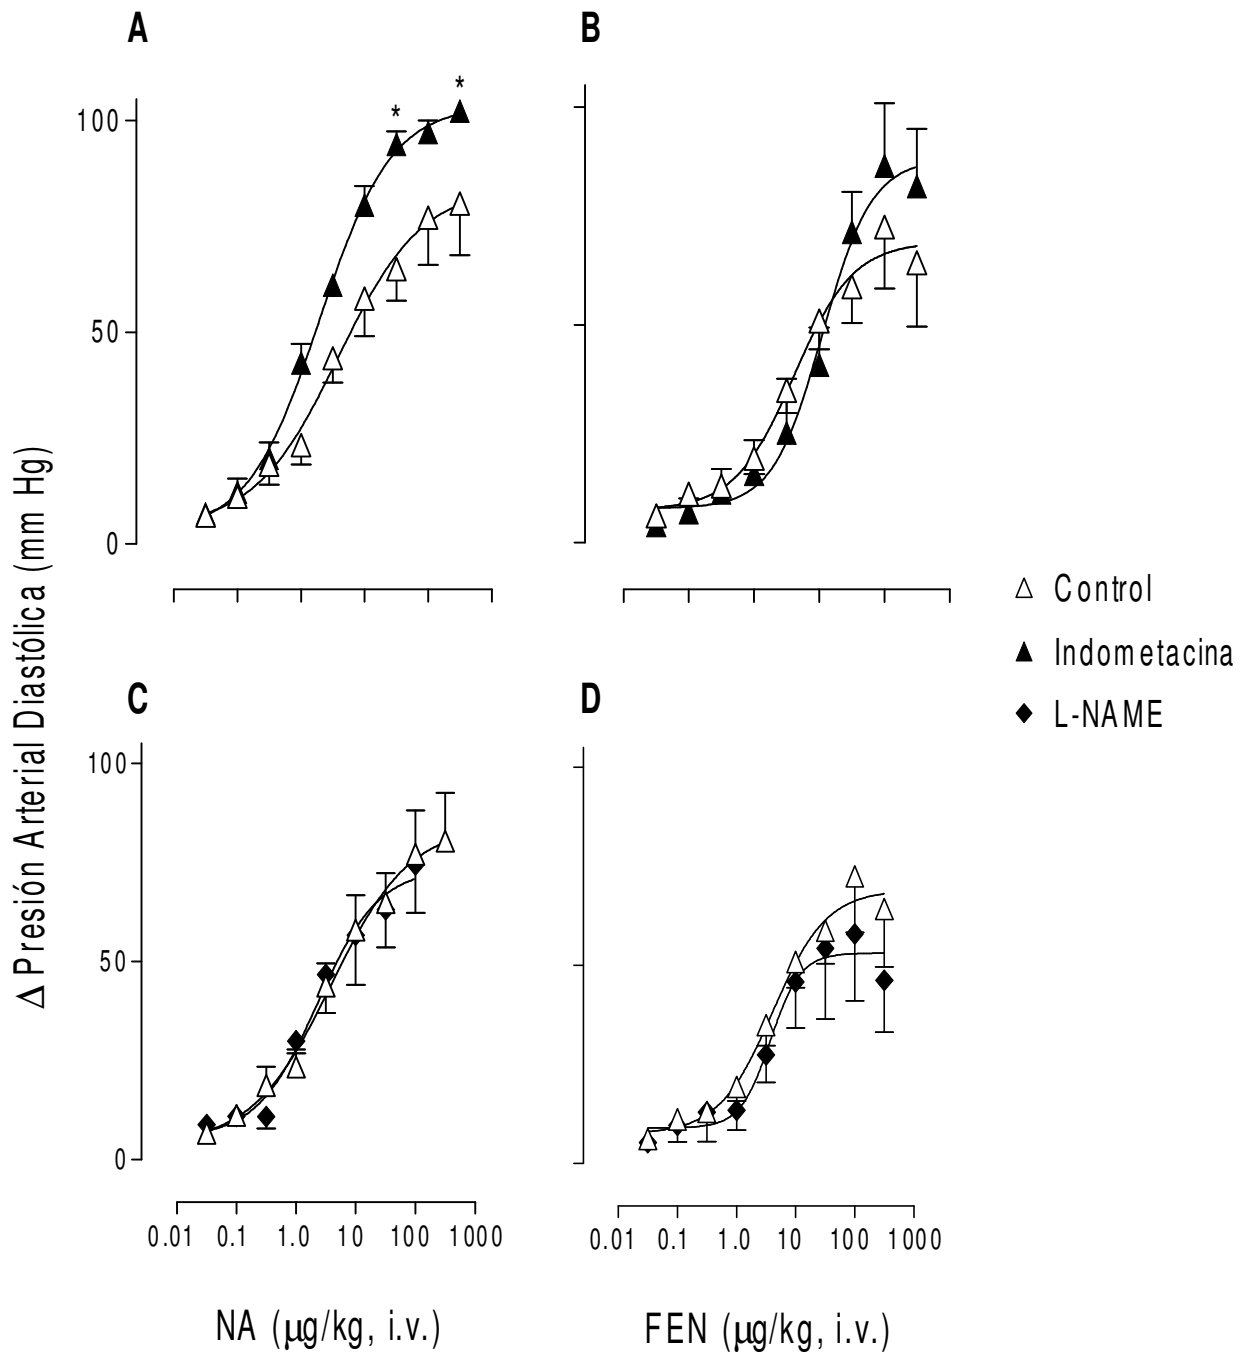 A
B
*
*
100
50
0
Δ Presión Arterial Diastólica (mm Hg)
Control
Indometacina
L-NAME
C
D
100
50
0
0.01 0.1 1.0 10 100 1000
0.01 0.1 1.0 10 100 1000
NA (μg/kg, i.v.)
FEN (μg/kg, i.v.)